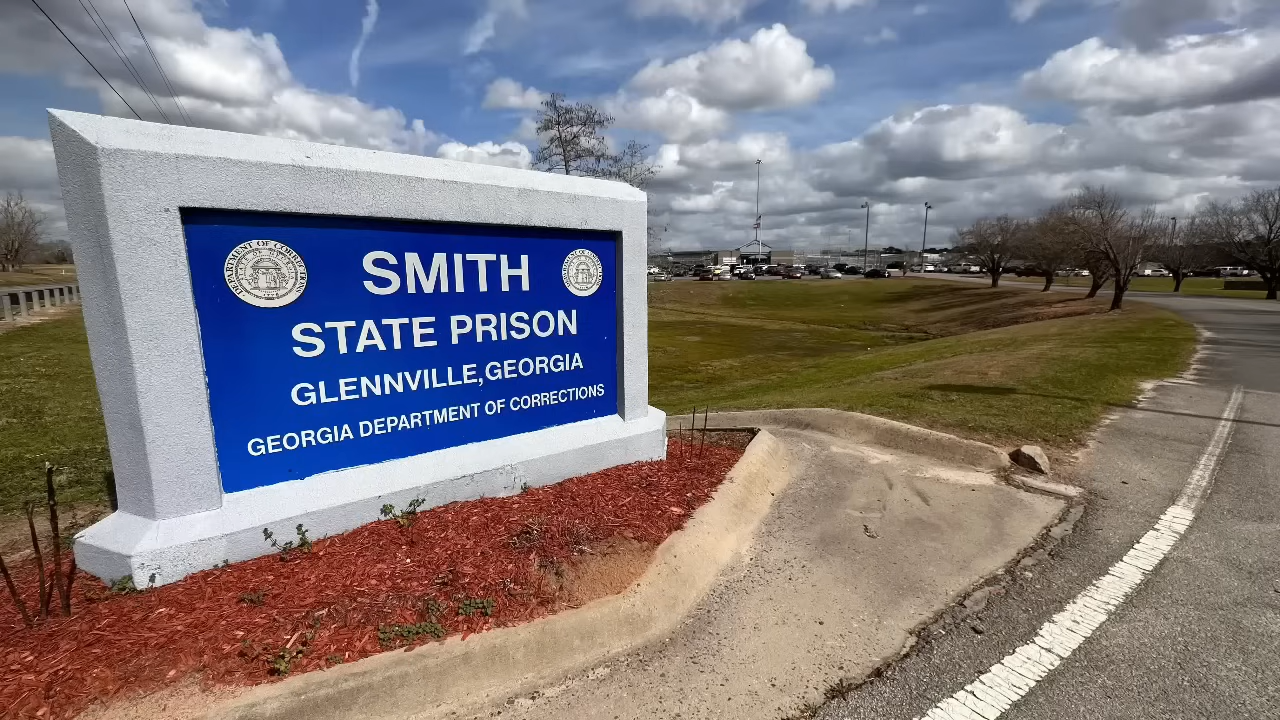 SMITH
STATE PRISON
GLENNVILLE,GEORGIA
GEORGIA DEPARTMENT OF CORRECTIONS